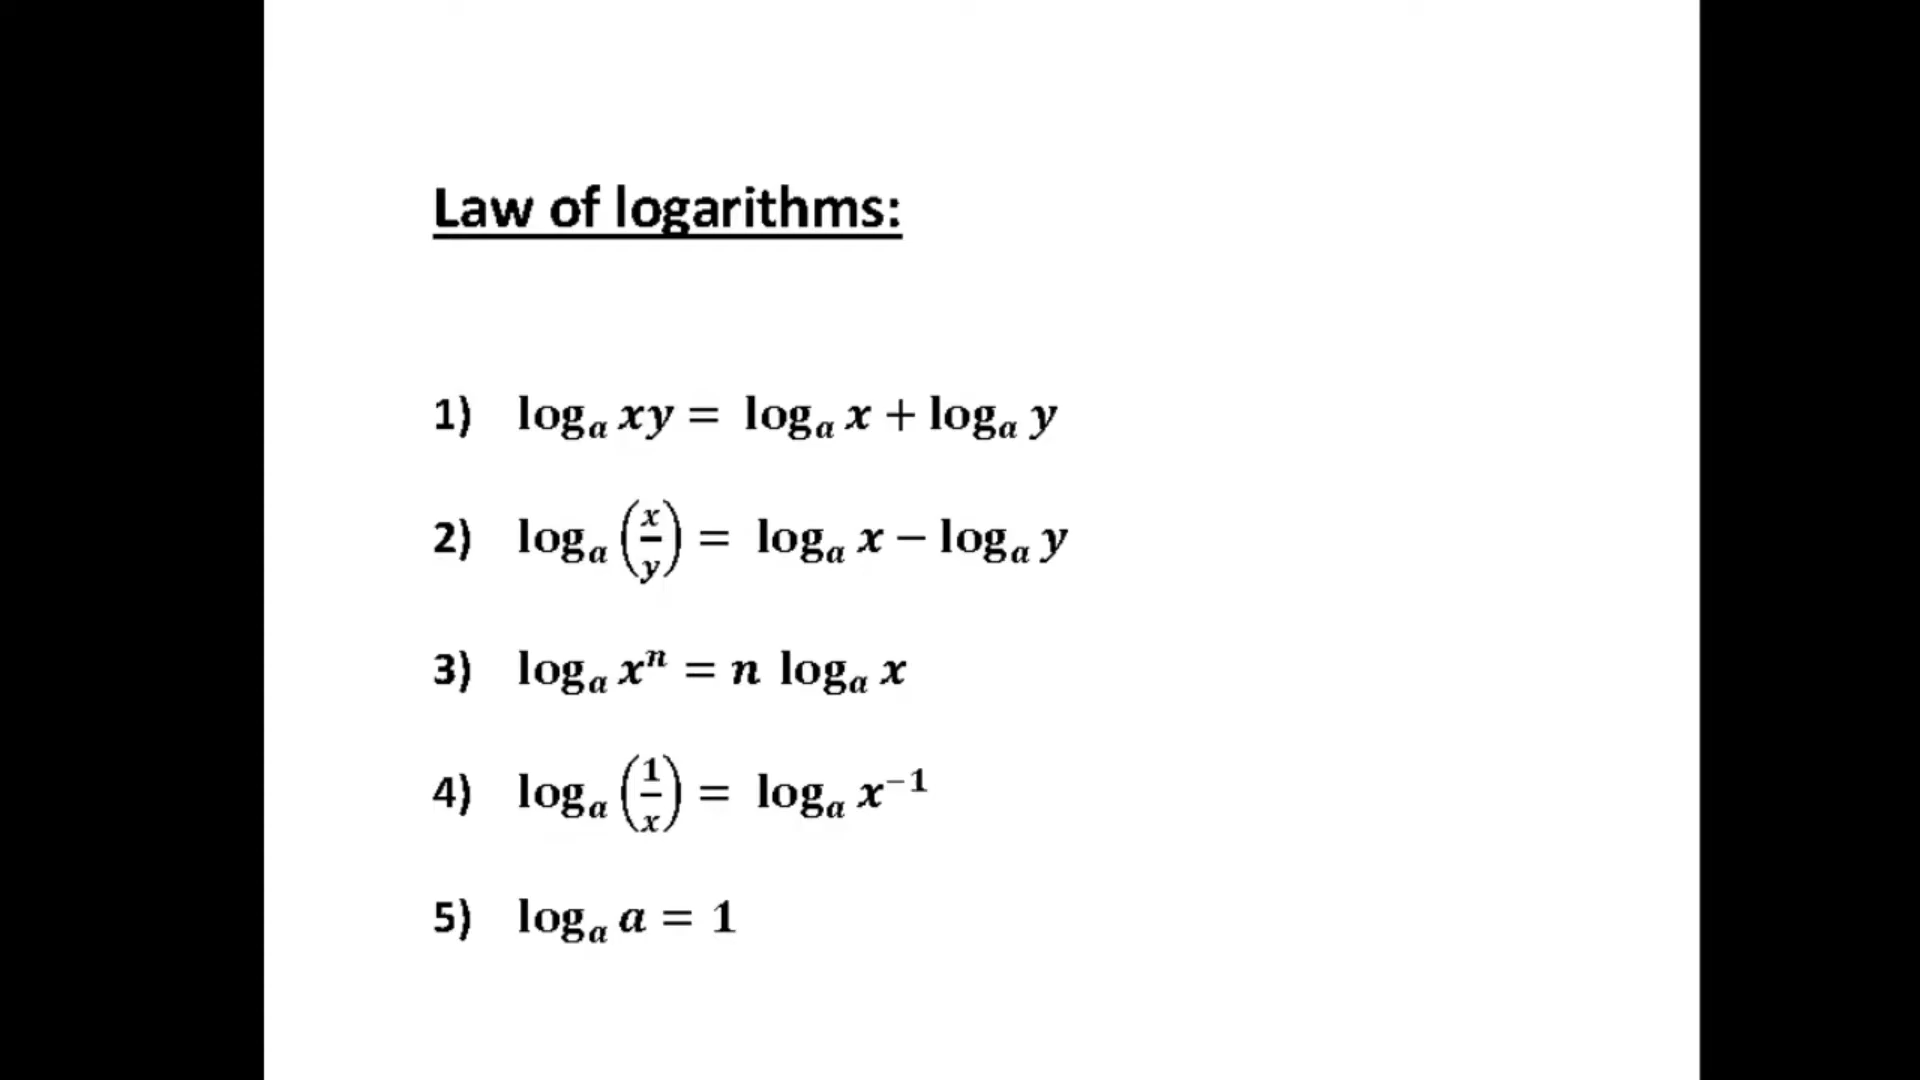 Law of logarithms:
1) logₐ xy = logₐ x + logₐ y
2) logₐ (x/y) = logₐ x − logₐ y
3) logₐ xⁿ = n logₐ x
4) logₐ (1/x) = logₐ x⁻¹
5) logₐ a = 1